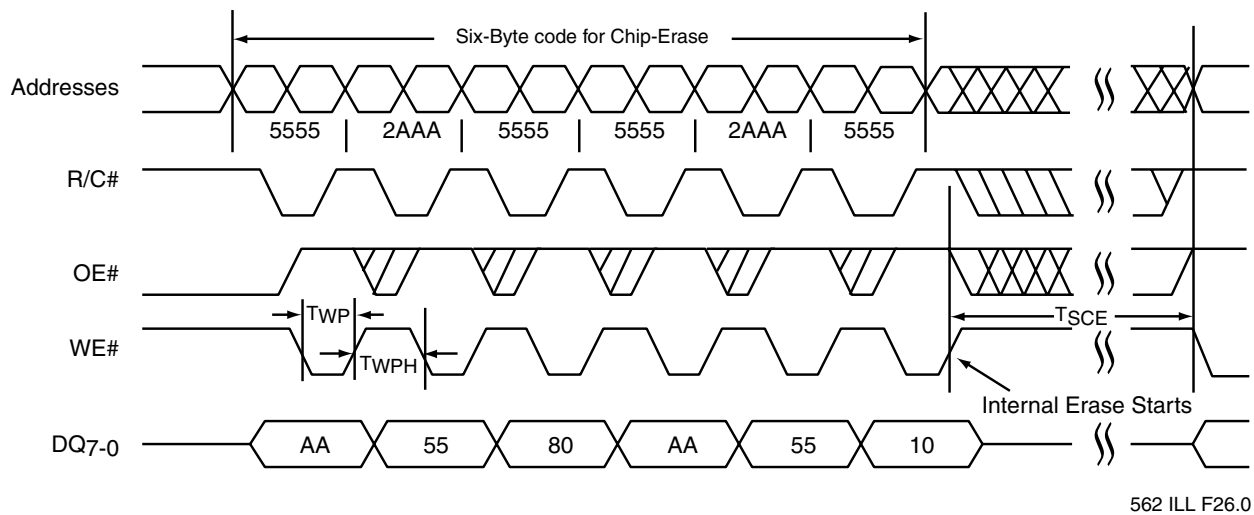 Six-Byte code for Chip-Erase
Addresses
5555 2AAA 5555 5555 2AAA 5555
R/C#
OE#
TWP
TSCE
WE#
TWPH
Internal Erase Starts
DQ7-0
AA 55 80 AA 55 10
562 ILL F26.0